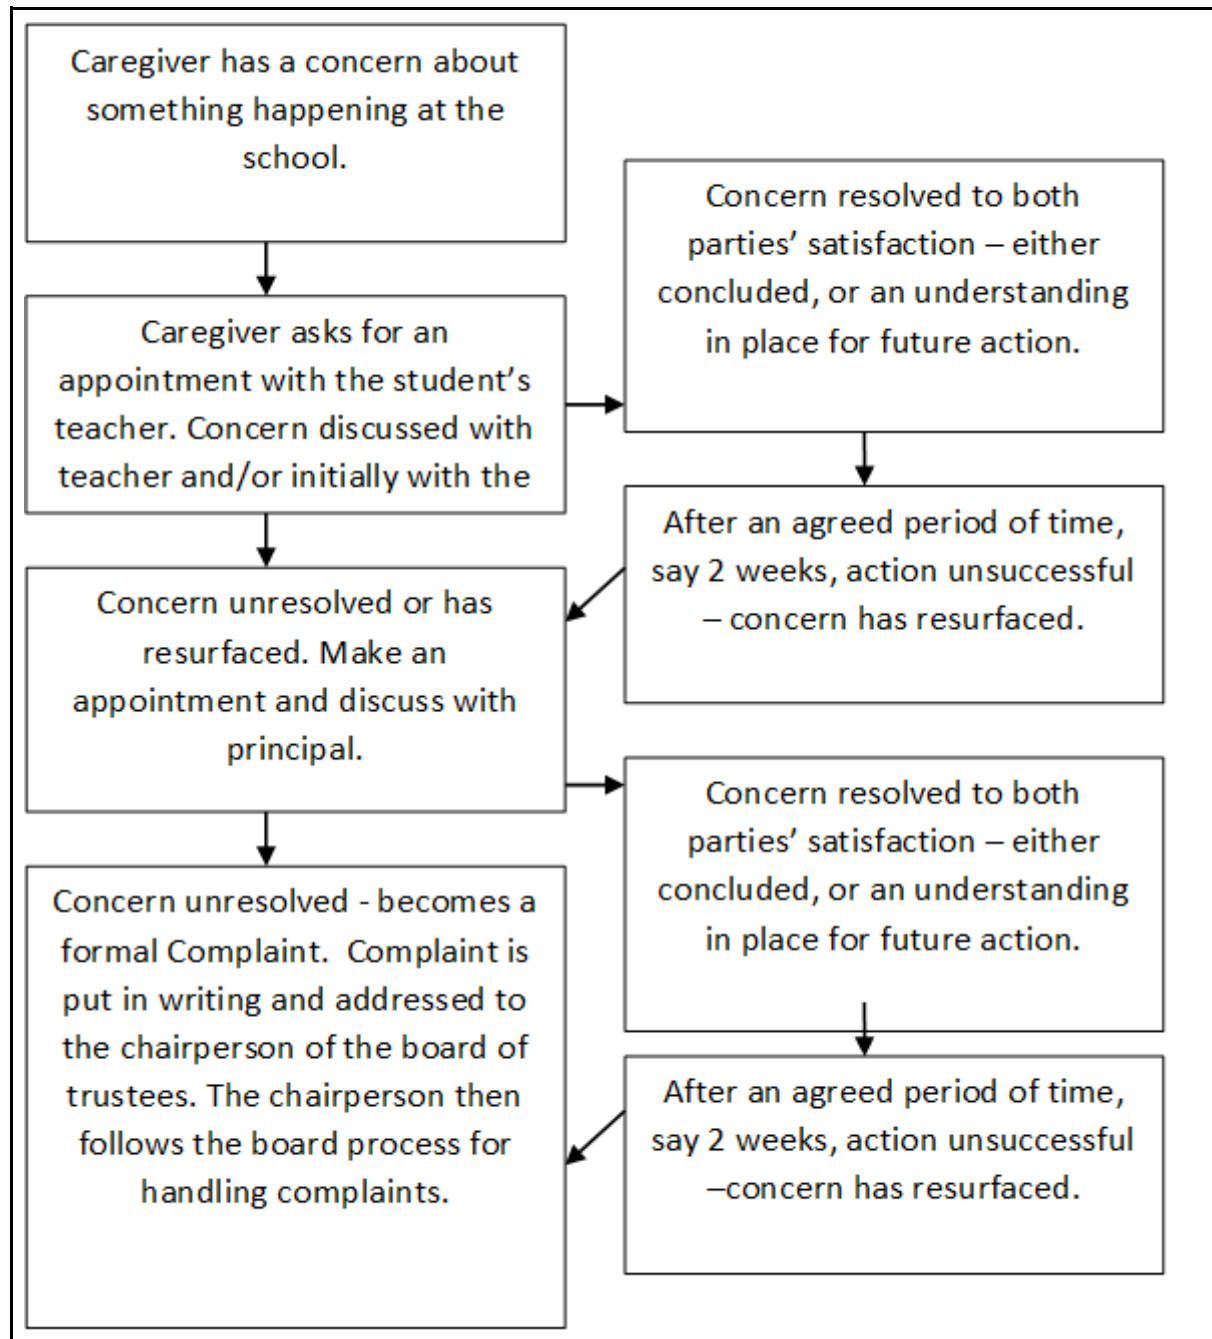 Caregiver has a concern about
something happening at the
school.
Caregiver asks for an
appointment with the student’s
teacher. Concern discussed with
teacher and/or initially with the
Concern resolved to both
parties’ satisfaction – either
concluded, or an understanding
in place for future action.
After an agreed period of time,
say 2 weeks, action unsuccessful
– concern has resurfaced.
Concern unresolved or has
resurfaced. Make an
appointment and discuss with
principal.
Concern resolved to both
parties’ satisfaction – either
concluded, or an understanding
in place for future action.
After an agreed period of time,
say 2 weeks, action unsuccessful
–concern has resurfaced.
Concern unresolved - becomes a
formal Complaint.  Complaint is
put in writing and addressed to
the chairperson of the board of
trustees. The chairperson then
follows the board process for
handling complaints.